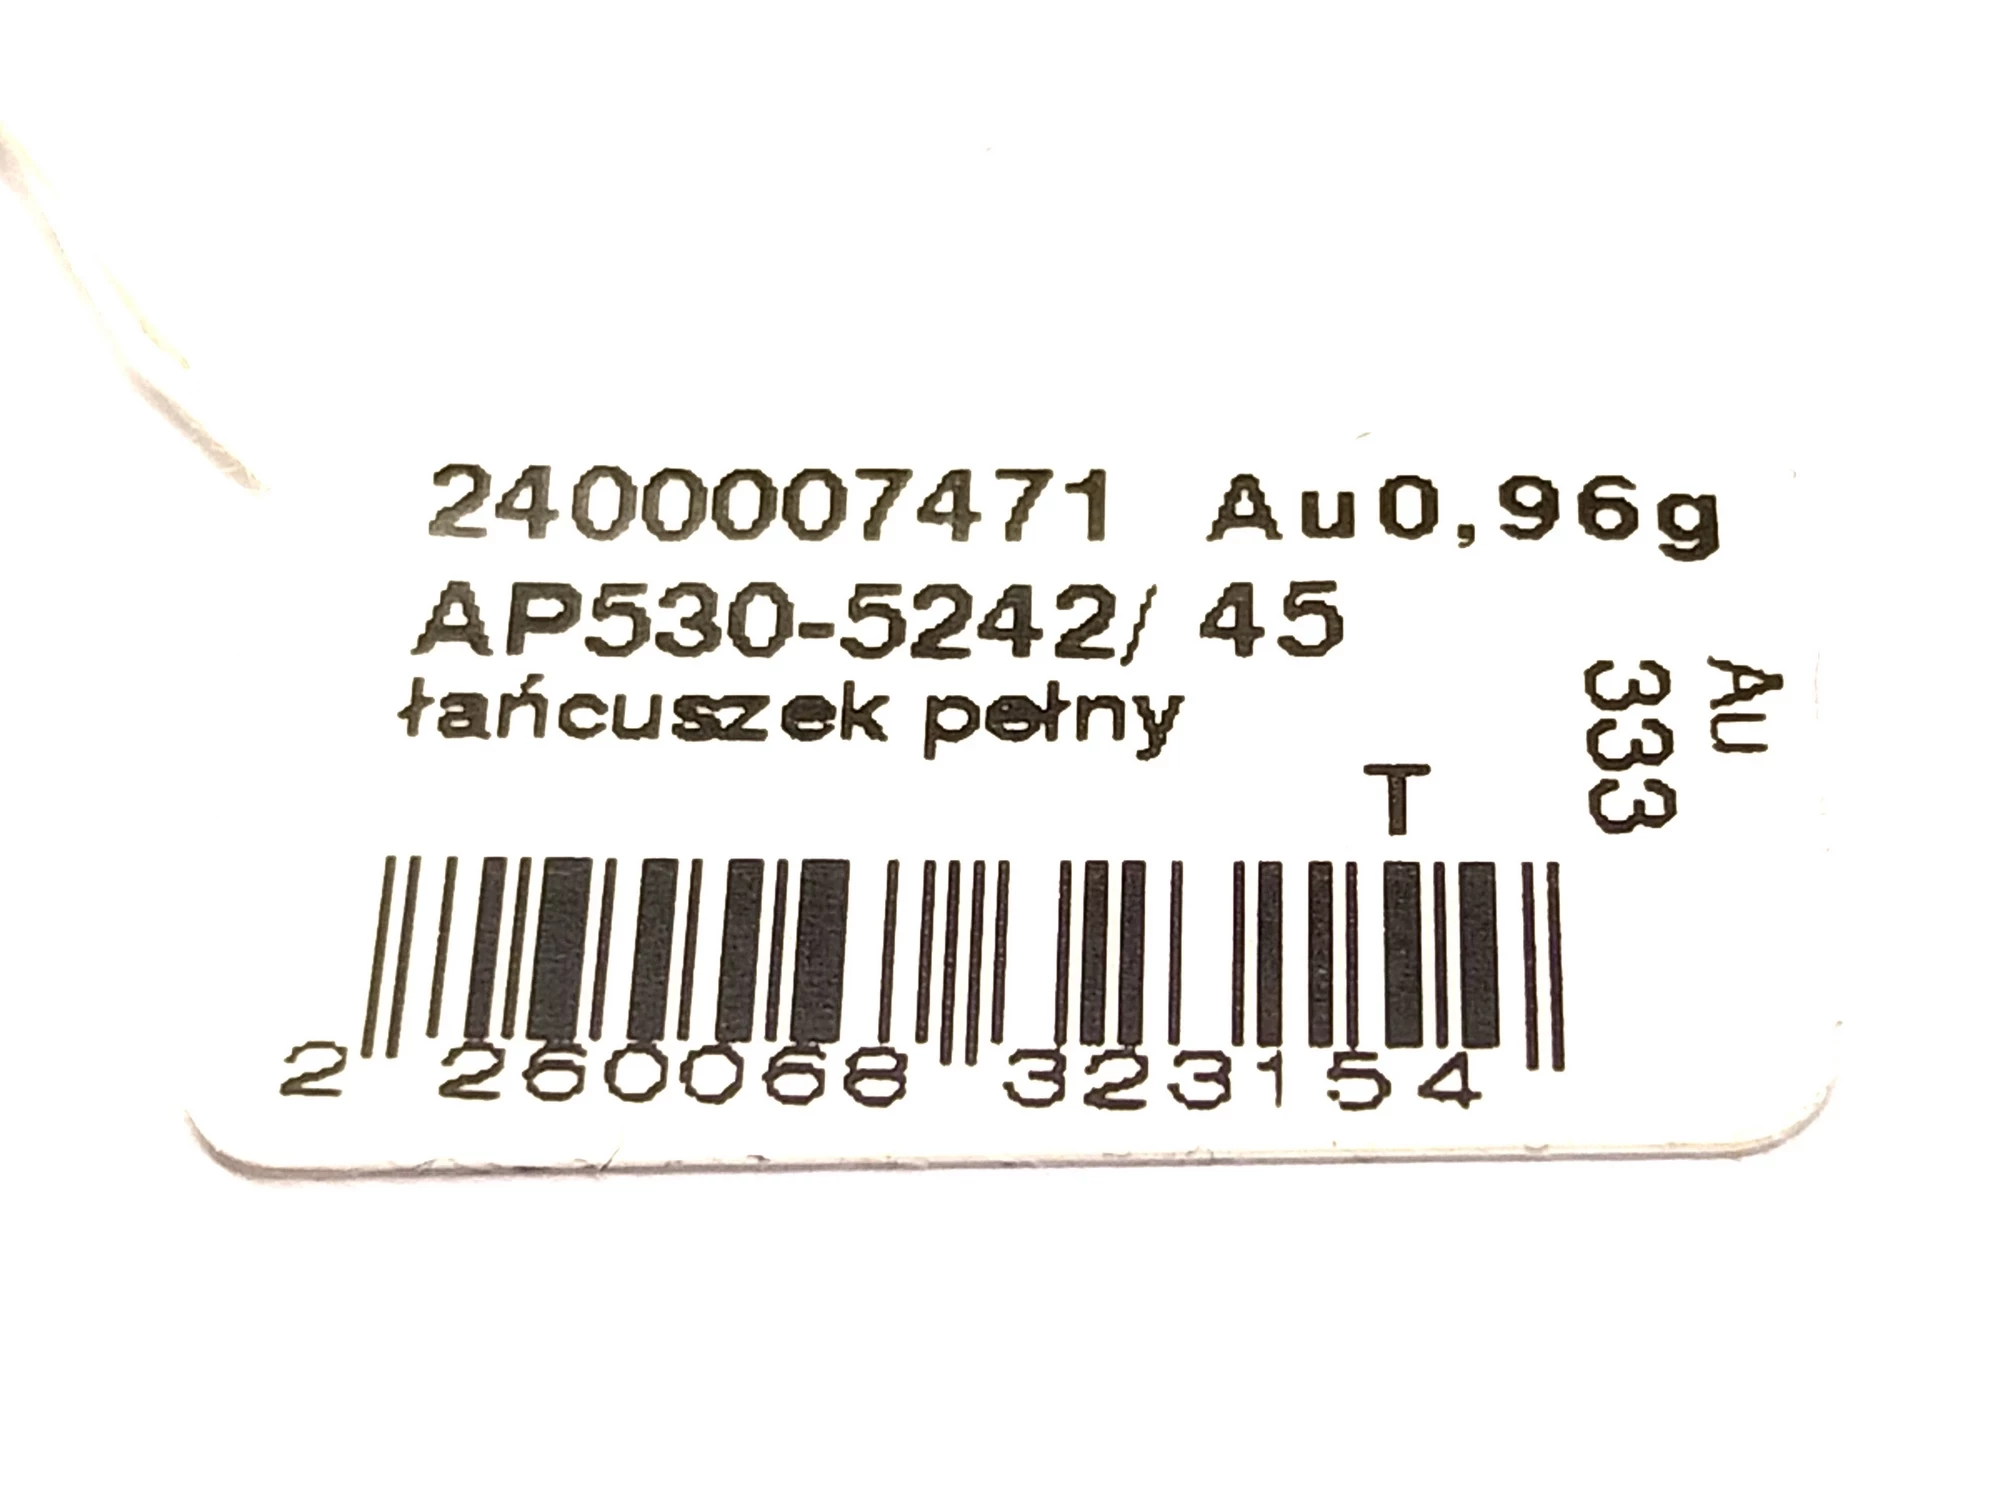 2400007471 Au0,96g
AP530-5242/ 45
łańcuszek pełny
T
Au
333
2 260068 323154